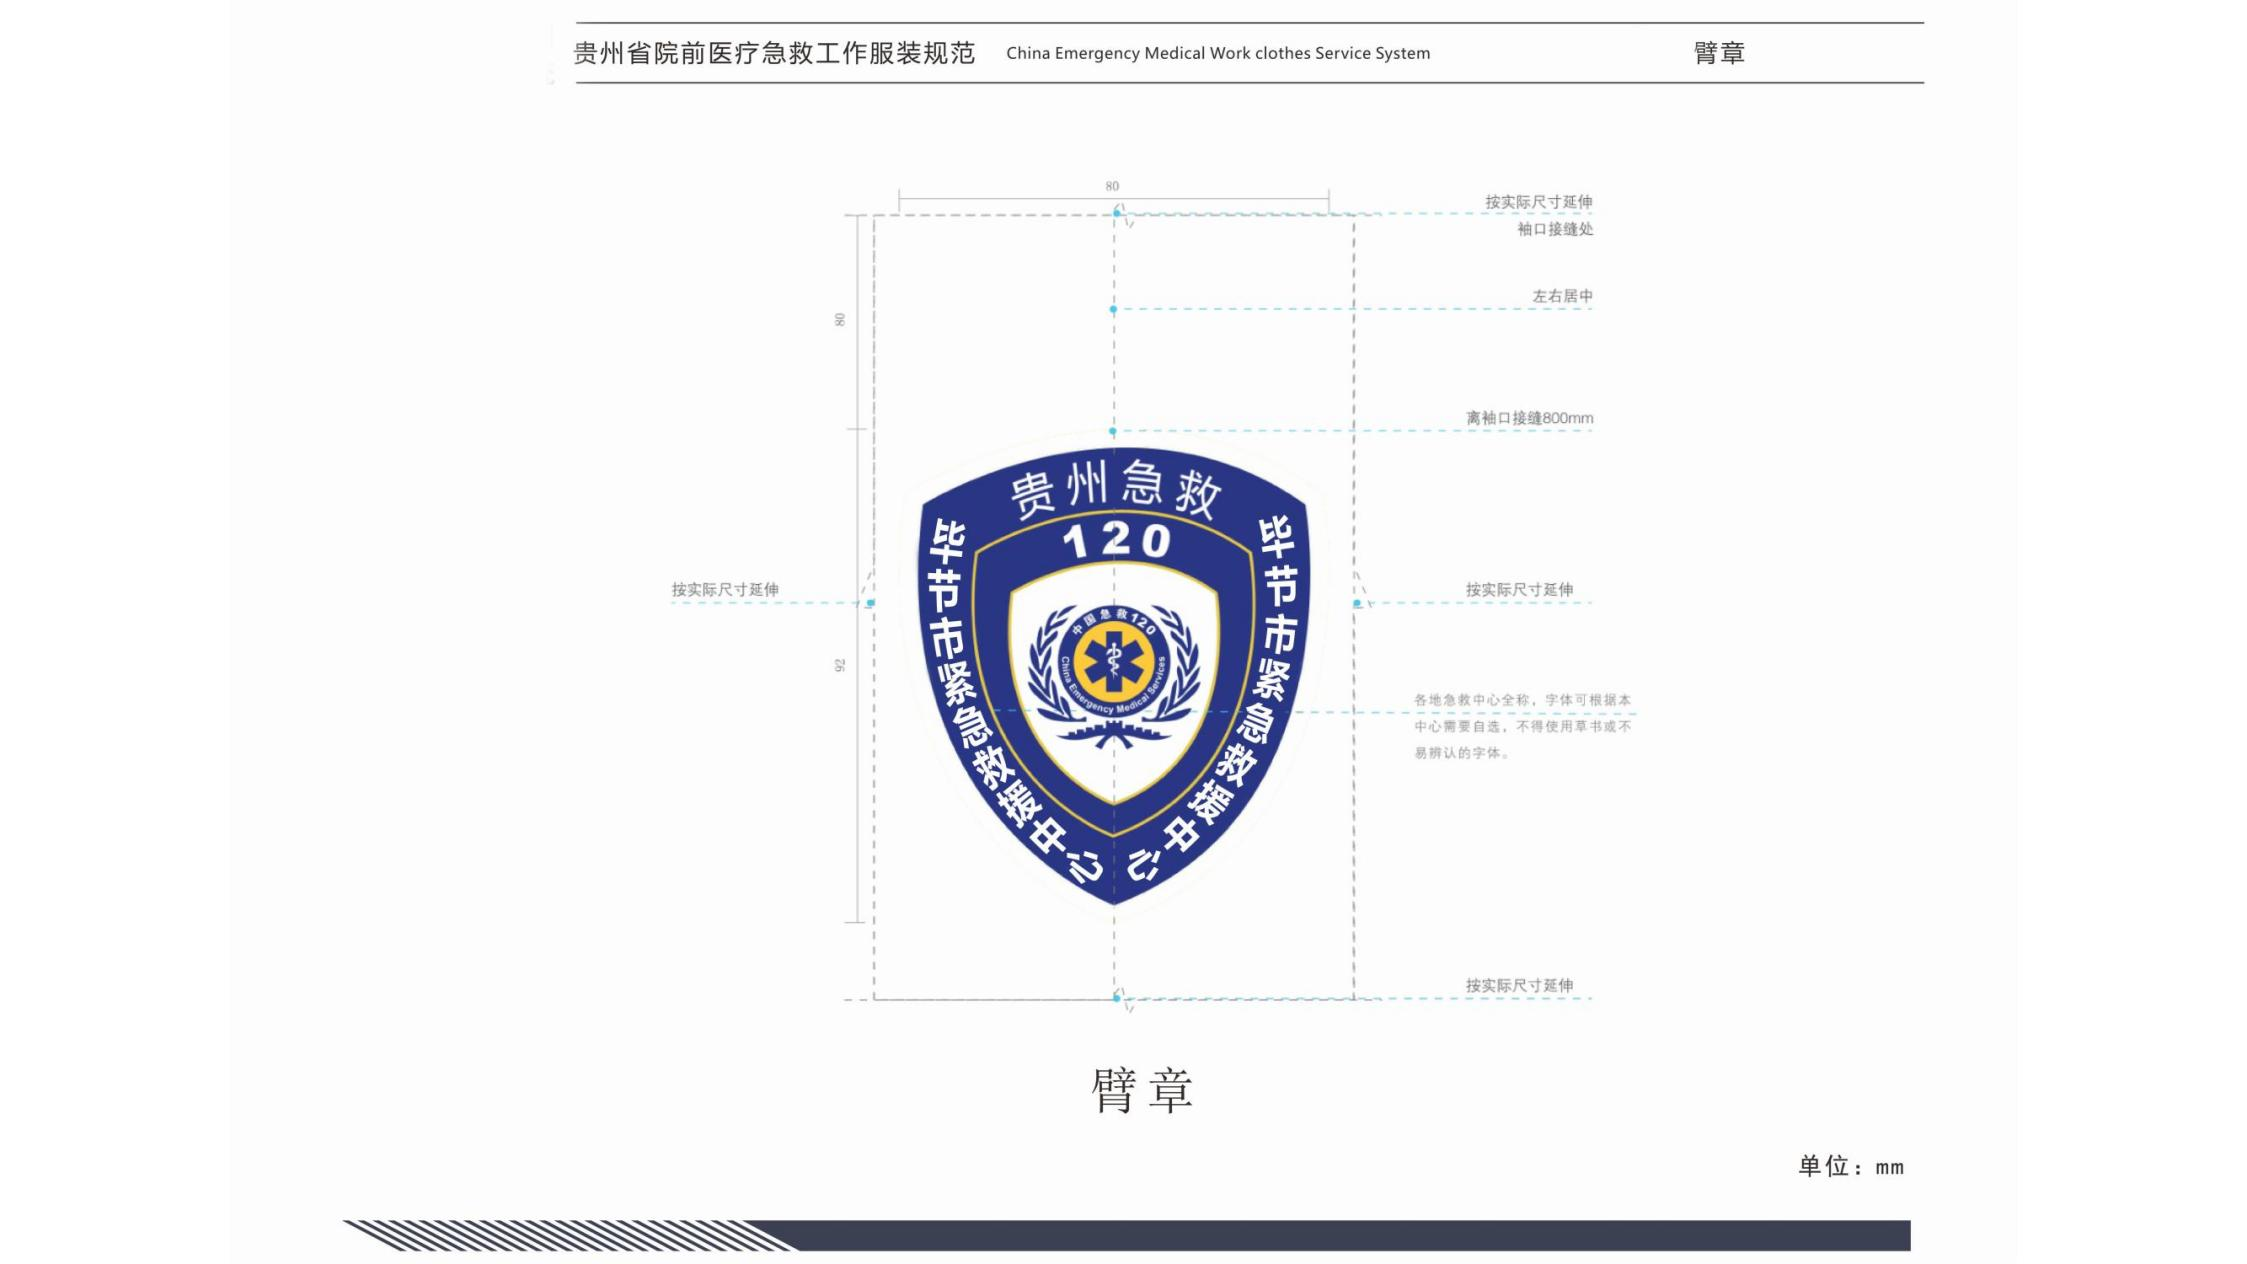 贵州省院前医疗急救工作服装规范 China Emergency Medical Work clothes Service System 臂章
80
按实际尺寸延伸
袖口接缝处
左右居中
80
离袖口接缝800mm
贵州急救
120
毕节市紧急救援中心
毕节市紧急救援中心
中国急救120
China Emergency Medical Services
按实际尺寸延伸
按实际尺寸延伸
92
各地急救中心全称，字体可根据本
中心需要自选，不得使用草书或不
易辨认的字体。
按实际尺寸延伸
臂章
单位：mm